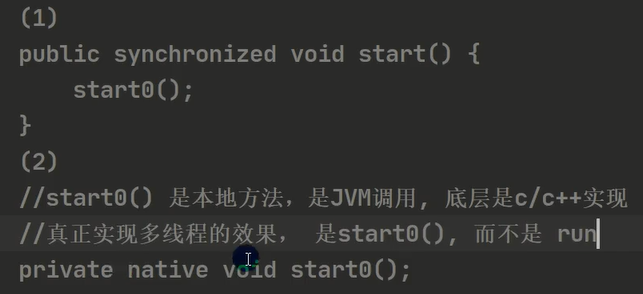 (1)
public synchronized void start() {
    start0();
}
(2)
//start0() 是本地方法，是JVM调用, 底层是c/c++实现
//真正实现多线程的效果， 是start0(), 而不是 run
private native void start0();